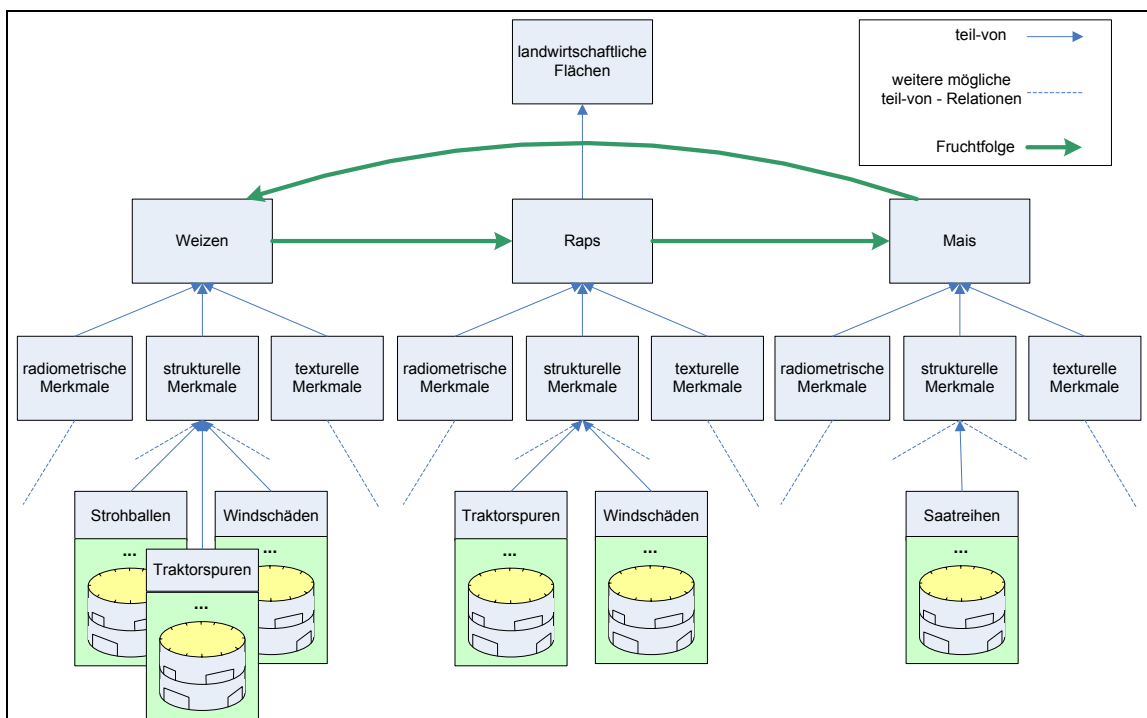 landwirtschaftliche
Flächen
teil-von
weitere mögliche
teil-von - Relationen
Fruchtfolge
Weizen
Raps
Mais
radiometrische
Merkmale
strukturelle
Merkmale
texturelle
Merkmale
radiometrische
Merkmale
strukturelle
Merkmale
texturelle
Merkmale
radiometrische
Merkmale
strukturelle
Merkmale
texturelle
Merkmale
Strohballen
...
Traktorspuren
...
Windschäden
...
Traktorspuren
...
Windschäden
...
Saatreihen
...